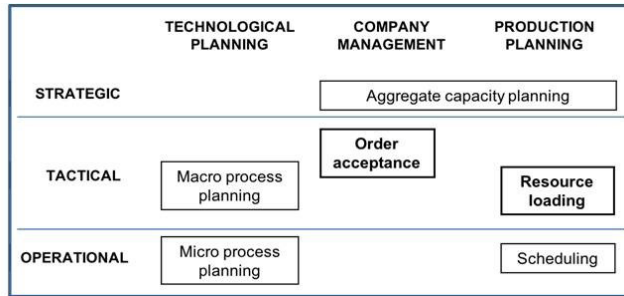 TECHNOLOGICAL PLANNING
COMPANY MANAGEMENT
PRODUCTION PLANNING
STRATEGIC
Aggregate capacity planning
TACTICAL
Macro process planning
Order acceptance
Resource loading
OPERATIONAL
Micro process planning
Scheduling